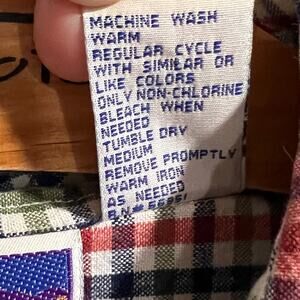 MACHINE WASH
WARM
REGULAR CYCLE
WITH SIMILAR OR
LIKE COLORS
ONLY NON-CHLORINE
BLEACH WHEN
NEEDED
TUMBLE DRY
MEDIUM
REMOVE PROMPTLY
WARM IRON
AS NEEDED